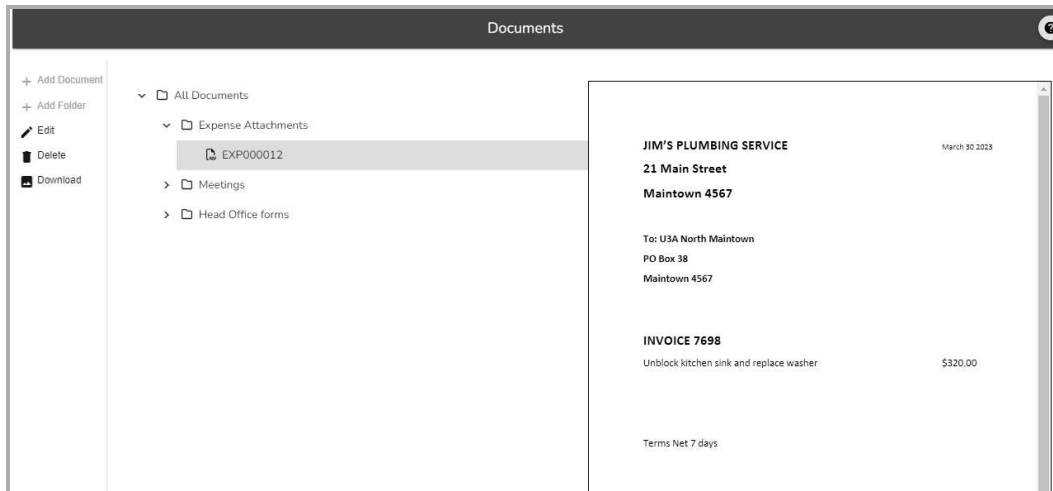 Documents
?
+ Add Document
+ Add Folder
Edit
Delete
Download
All Documents
Expense Attachments
EXP000012
Meetings
Head Office forms
JIM'S PLUMBING SERVICE March 30 2023
21 Main Street
Maintown 4567
To: U3A North Maintown
PO Box 38
Maintown 4567
INVOICE 7698
Unblock kitchen sink and replace washer $320.00
Terms Net 7 days